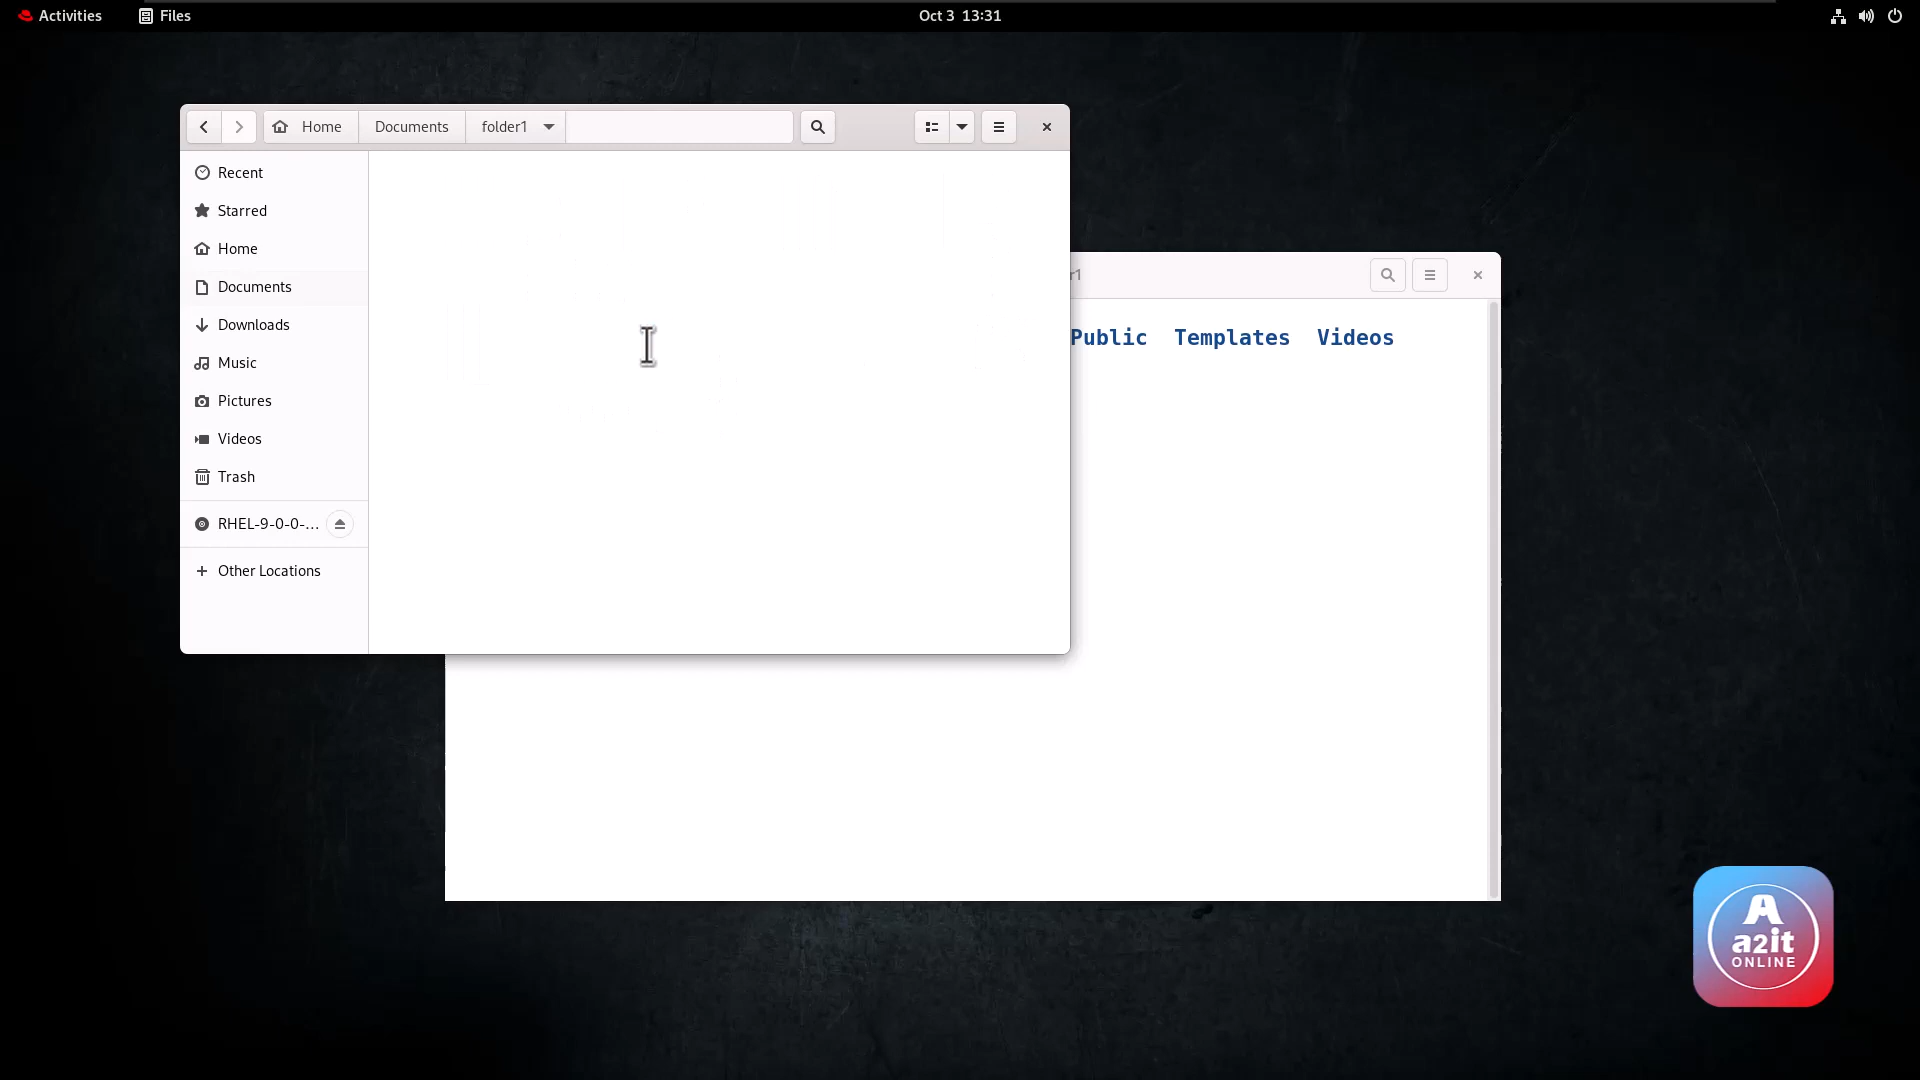 Activities Files Oct 3 13:31
Home Documents folder1
Recent
Starred
Home
Documents
r1
Downloads
Public Templates Videos
Music
Pictures
Videos
Trash
RHEL-9-0-0-...
Other Locations
A
a2it
ONLINE